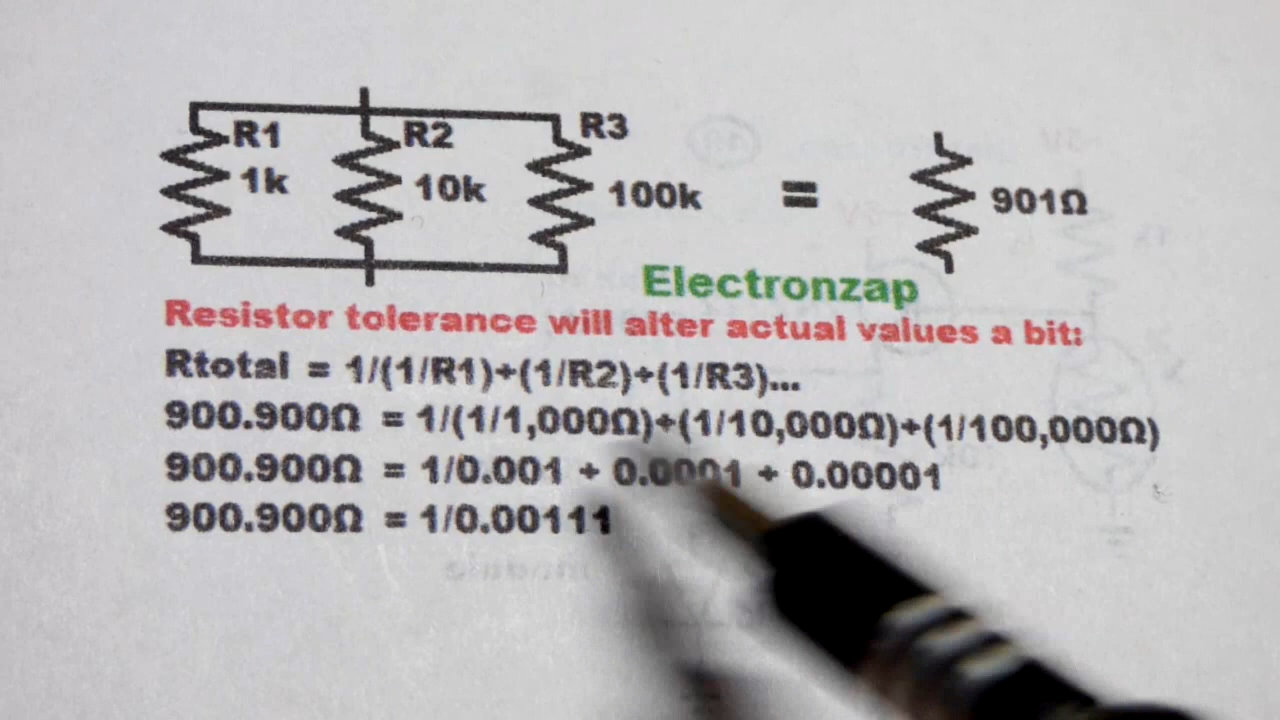 R1
1k
R2
10k
R3
100k
=
901Ω
Electronzap
Resistor tolerance will alter actual values a bit:
Rtotal = 1/(1/R1)+(1/R2)+(1/R3)...
900.900Ω = 1/(1/1,000Ω)+(1/10,000Ω)+(1/100,000Ω)
900.900Ω = 1/0.001 + 0.0001 + 0.00001
900.900Ω = 1/0.00111